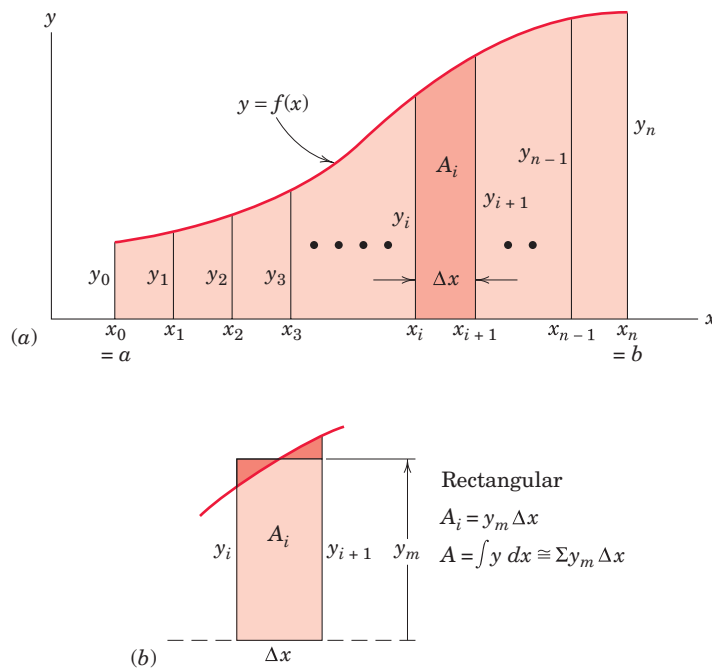 y
y = f(x)
y_n
y_{n−1}
A_i
y_i
y_{i+1}
y_0 y_1 y_2 y_3
Δx
x_0 x_1 x_2 x_3 x_i x_{i+1} x_{n−1} x_n x
(a)
= a = b
Rectangular
A_i = y_m Δx
y_i A_i y_{i+1} y_m
A = ∫ y dx ≅ Σy_m Δx
(b)
Δx